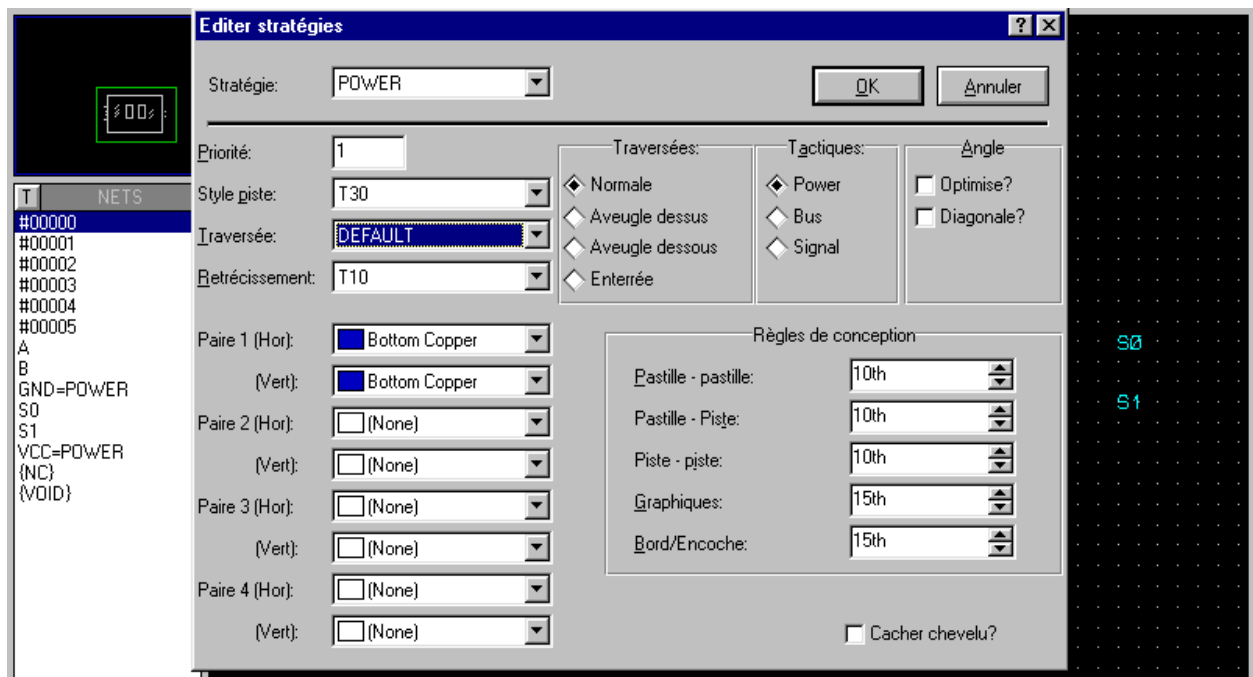 Editer stratégies
Stratégie: POWER OK Annuler
Priorité: 1
Style piste: T30
Traversée: DEFAULT
Retrécissement: T10
Traversées:
Normale
Aveugle dessus
Aveugle dessous
Enterrée
Tactiques:
Power
Bus
Signal
Angle
Optimise?
Diagonale?
Paire 1 (Hor): Bottom Copper
(Vert): Bottom Copper
Paire 2 (Hor): (None)
(Vert): (None)
Paire 3 (Hor): (None)
(Vert): (None)
Paire 4 (Hor): (None)
(Vert): (None)
Règles de conception
Pastille - pastille: 10th
Pastille - Piste: 10th
Piste - piste: 10th
Graphiques: 15th
Bord/Encoche: 15th
Cacher chevelu?
T NETS
#00000
#00001
#00002
#00003
#00004
#00005
A
B
GND=POWER
S0
S1
VCC=POWER
{NC}
{VOID}
S0
S1